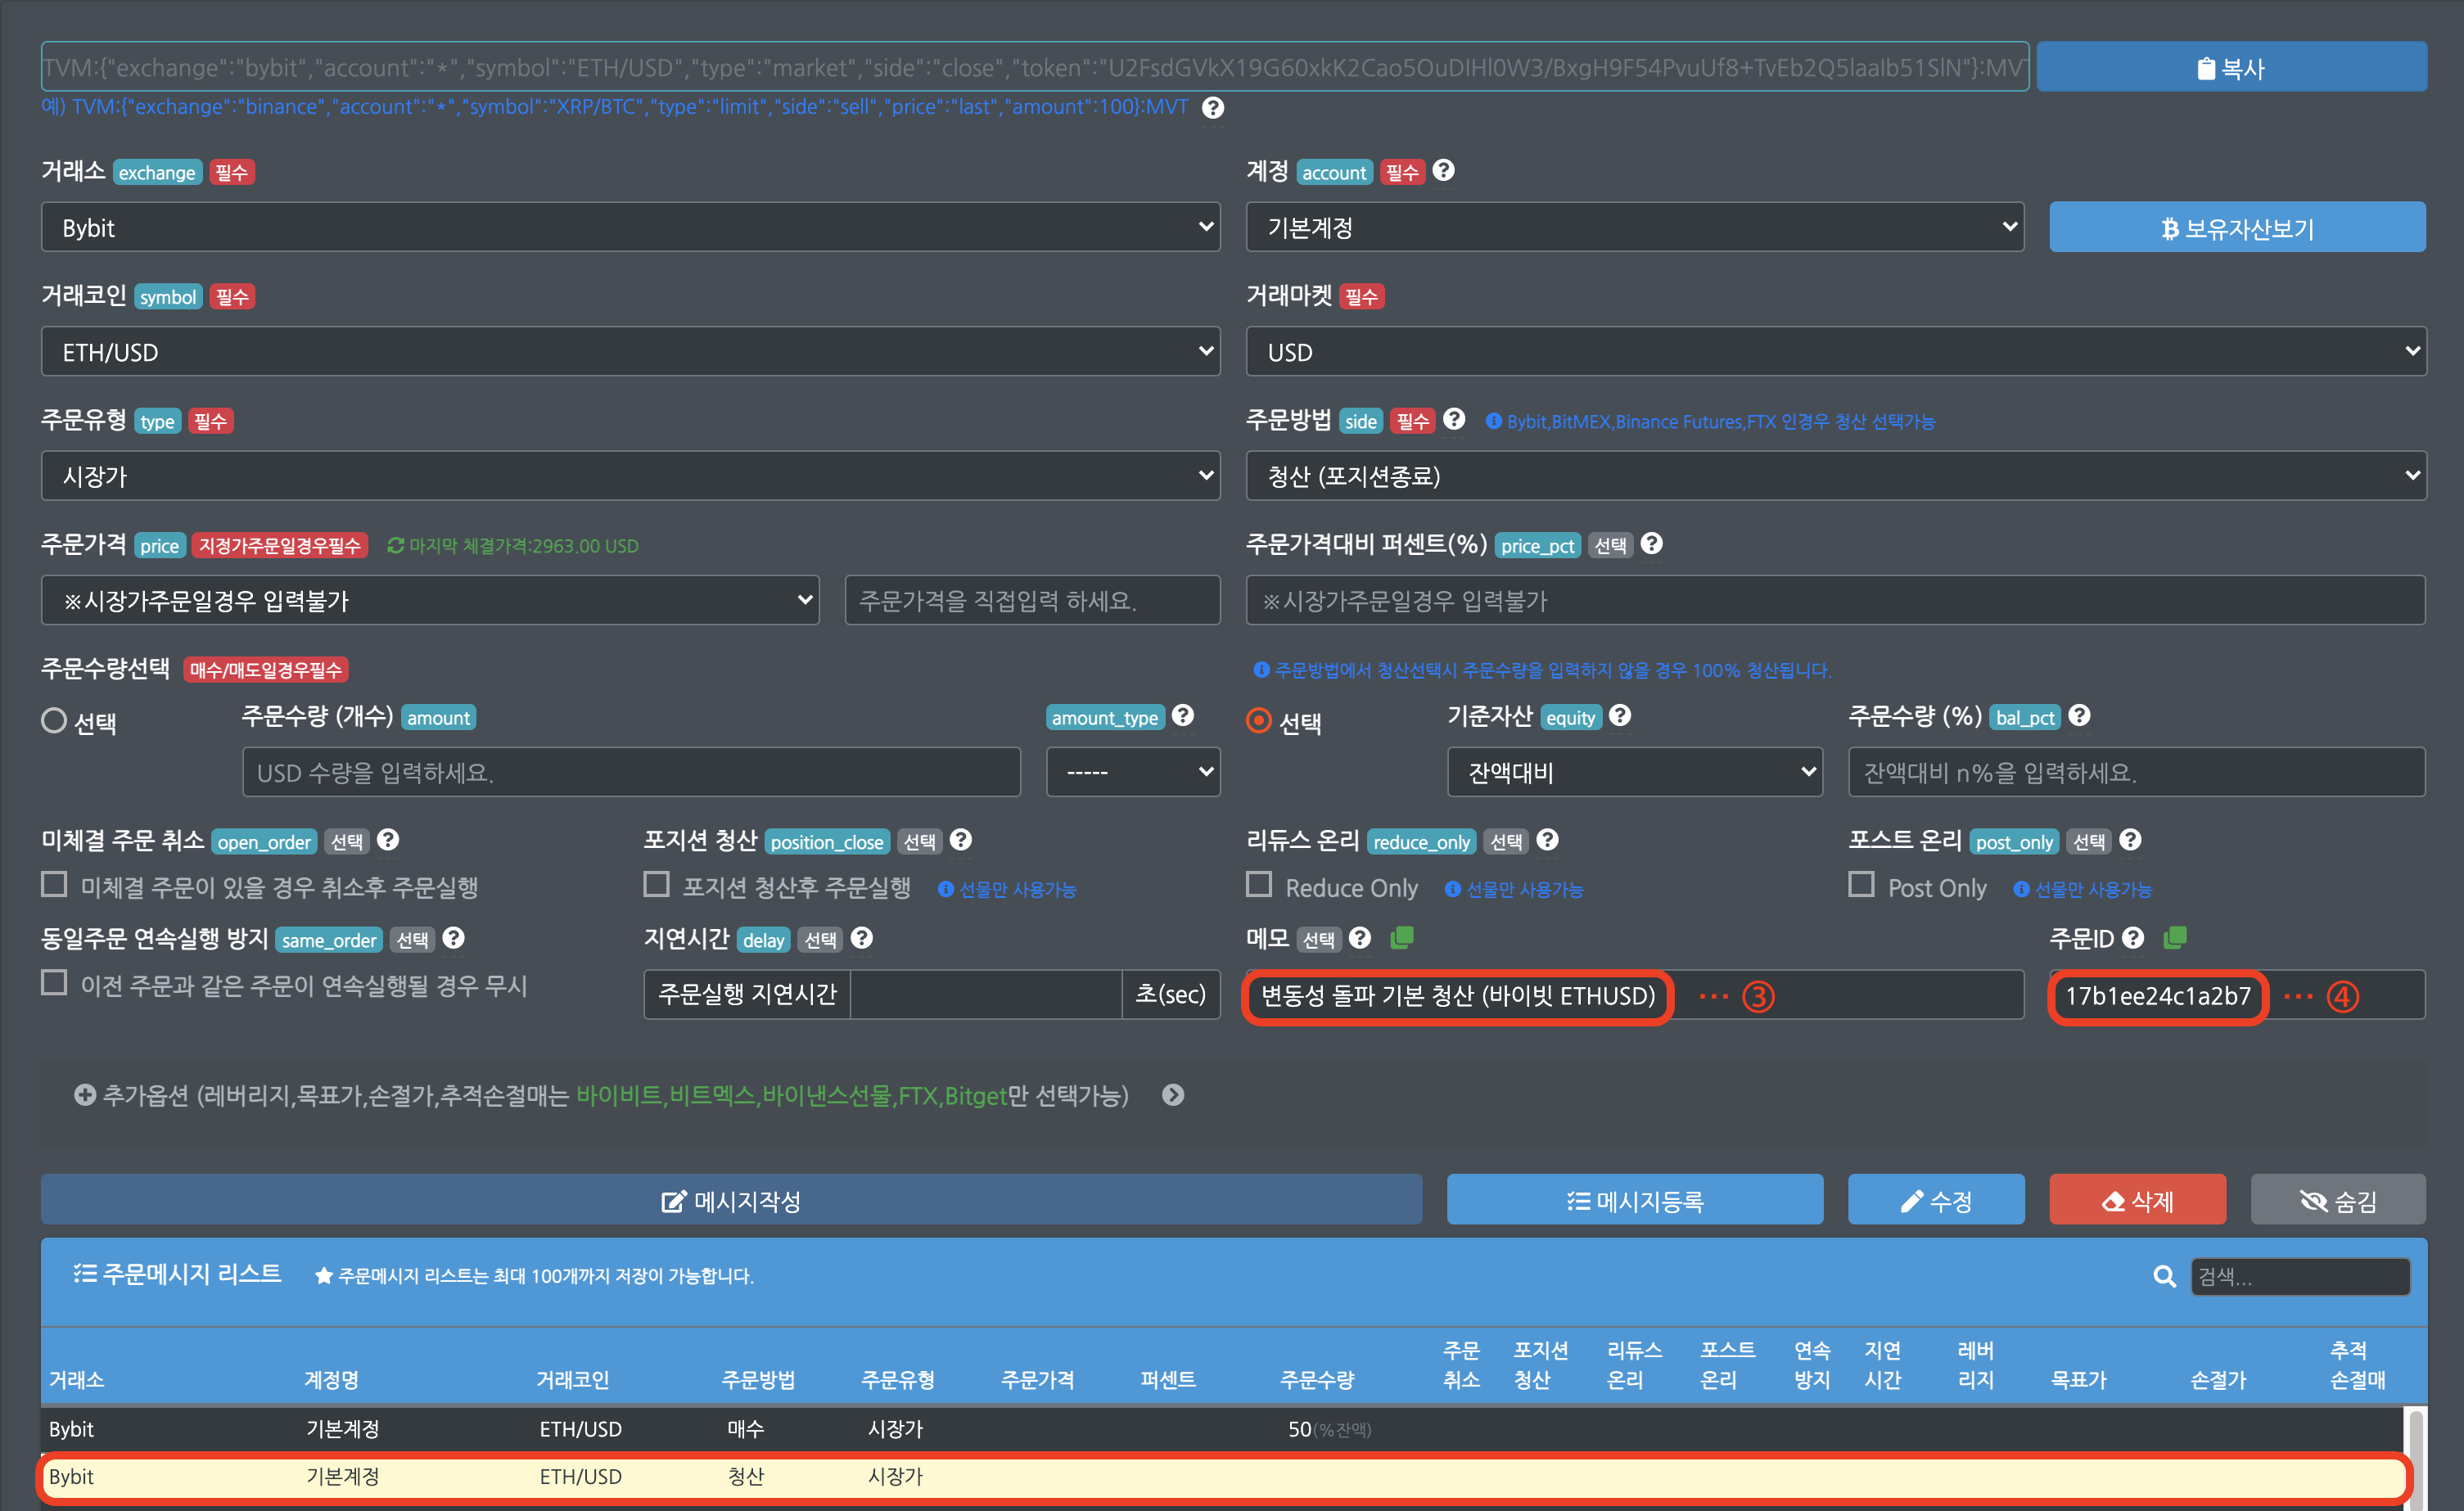 TVM:{"exchange":"bybit","account":"*","symbol":"ETH/USD","type":"market","side":"close","token":"U2FsdGVkX19G60xkK2Cao5OuDIHl0W3/BxgH9F54PvuUf8+TvEb2Q5laaIb51SlN"}:MVT
복사
예) TVM:{"exchange":"binance","account":"*","symbol":"XRP/BTC","type":"limit","side":"sell","price":"last","amount":100}:MVT
거래소 exchange 필수
계정 account 필수
Bybit
기본계정
보유자산보기
거래코인 symbol 필수
거래마켓 필수
ETH/USD
USD
주문유형 type 필수
주문방법 side 필수 Bybit,BitMEX,Binance Futures,FTX 인경우 청산 선택가능
시장가
청산 (포지션종료)
주문가격 price 지정가주문일경우필수 마지막 체결가격:2963.00 USD
주문가격대비 퍼센트(%) price_pct 선택
※시장가주문일경우 입력불가
주문가격을 직접입력 하세요.
※시장가주문일경우 입력불가
주문수량선택 매수/매도일경우필수
주문방법에서 청산선택시 주문수량을 입력하지 않을 경우 100% 청산됩니다.
선택
주문수량 (개수) amount
amount_type
선택
기준자산 equity
주문수량 (%) bal_pct
USD 수량을 입력하세요.
-----
잔액대비
잔액대비 n%을 입력하세요.
미체결 주문 취소 open_order 선택
포지션 청산 position_close 선택
리듀스 온리 reduce_only 선택
포스트 온리 post_only 선택
미체결 주문이 있을 경우 취소후 주문실행
포지션 청산후 주문실행 선물만 사용가능
Reduce Only 선물만 사용가능
Post Only 선물만 사용가능
동일주문 연속실행 방지 same_order 선택
지연시간 delay 선택
메모 선택
주문ID
이전 주문과 같은 주문이 연속실행될 경우 무시
주문실행 지연시간
초(sec)
변동성 돌파 기본 청산 (바이빗 ETHUSD) ··· ③
17b1ee24c1a2b7 ··· ④
추가옵션 (레버리지,목표가,손절가,추적손절매는 바이비트,비트멕스,바이낸스선물,FTX,Bitget만 선택가능)
메시지작성
메시지등록
수정
삭제
숨김
주문메시지 리스트 주문메시지 리스트는 최대 100개까지 저장이 가능합니다.
검색...
거래소 계정명 거래코인 주문방법 주문유형 주문가격 퍼센트 주문수량 주문취소 포지션청산 리듀스온리 포스트온리 연속방지 지연시간 레버리지 목표가 손절가 추적손절매
Bybit 기본계정 ETH/USD 매수 시장가 50(%잔액)
Bybit 기본계정 ETH/USD 청산 시장가